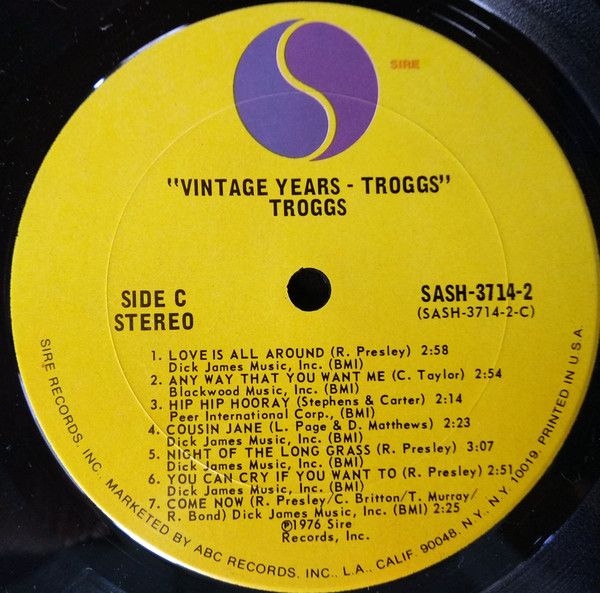 SIRE
"VINTAGE YEARS - TROGGS"
TROGGS
SIDE C
STEREO
SASH-3714-2
(SASH-3714-2-C)
1. LOVE IS ALL AROUND (R. Presley) 2:58
Dick James Music, Inc. (BMI)
2. ANY WAY THAT YOU WANT ME (C. Taylor) 2:54
Blackwood Music, Inc. (BMI)
3. HIP HIP HOORAY (Stephens & Carter) 2:14
Peer International Corp., (BMI)
4. COUSIN JANE (L. Page & D. Matthews) 2:23
Dick James Music, Inc. (BMI)
5. NIGHT OF THE LONG GRASS (R. Presley) 3:07
Dick James Music, Inc. (BMI)
6. YOU CAN CRY IF YOU WANT TO (R. Presley) 2:51
Dick James Music, Inc. (BMI)
7. COME NOW (R. Presley/C. Britton/T. Murray/
R. Bond) Dick James Music, Inc. (BMI) 2:25
℗1976 Sire
Records, Inc.
SIRE RECORDS, INC. MARKETED BY ABC RECORDS, INC., L.A., CALIF. 90048. N.Y., N.Y. 10019. PRINTED IN U.S.A.